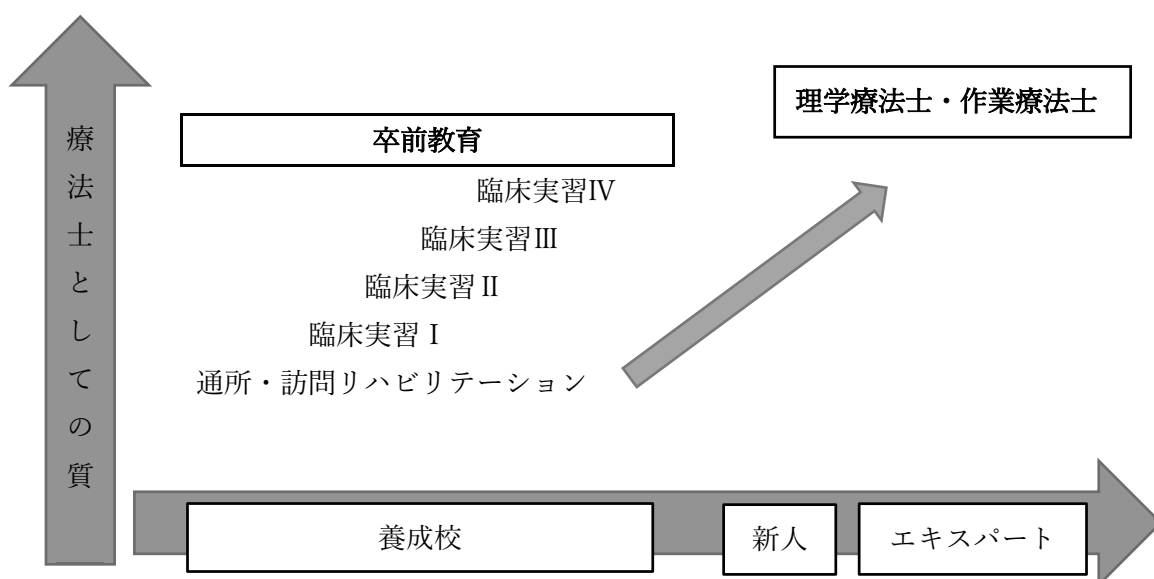 療法士としての質
理学療法士・作業療法士
卒前教育
臨床実習Ⅳ
臨床実習Ⅲ
臨床実習Ⅱ
臨床実習Ⅰ
通所・訪問リハビリテーション
養成校
新人
エキスパート